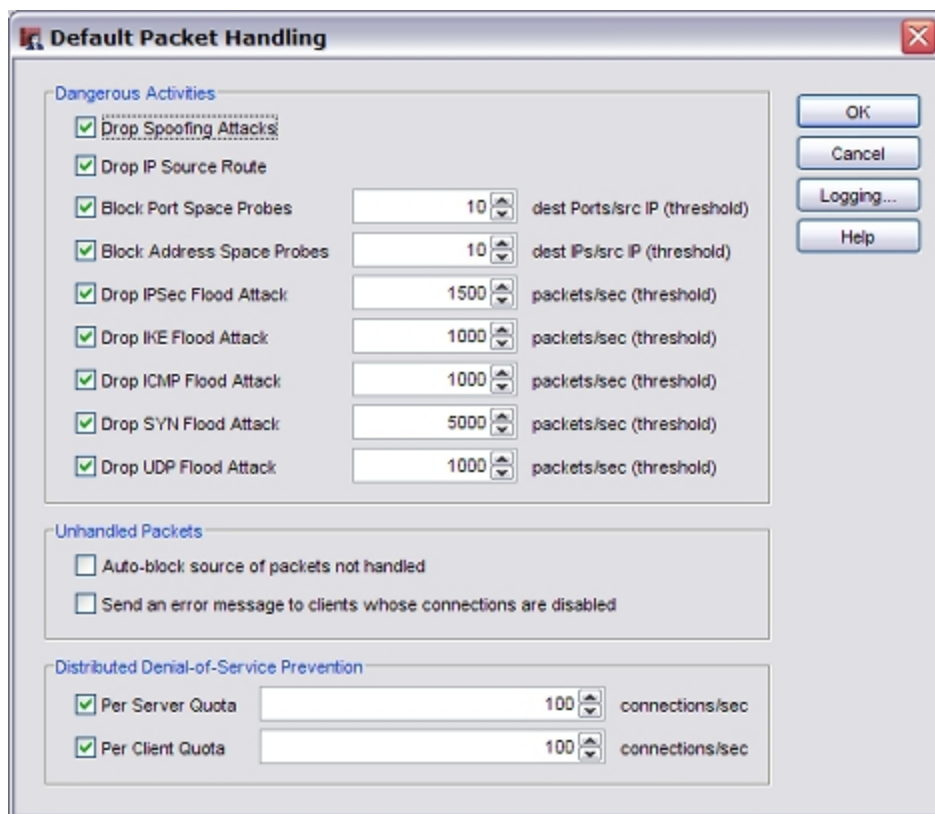 Default Packet Handling
Dangerous Activities
Drop Spoofing Attacks
Drop IP Source Route
Block Port Space Probes 10 dest Ports/src IP (threshold)
Block Address Space Probes 10 dest IPs/src IP (threshold)
Drop IPSec Flood Attack 1500 packets/sec (threshold)
Drop IKE Flood Attack 1000 packets/sec (threshold)
Drop ICMP Flood Attack 1000 packets/sec (threshold)
Drop SYN Flood Attack 5000 packets/sec (threshold)
Drop UDP Flood Attack 1000 packets/sec (threshold)
Unhandled Packets
Auto-block source of packets not handled
Send an error message to clients whose connections are disabled
Distributed Denial-of-Service Prevention
Per Server Quota 100 connections/sec
Per Client Quota 100 connections/sec
OK
Cancel
Logging...
Help